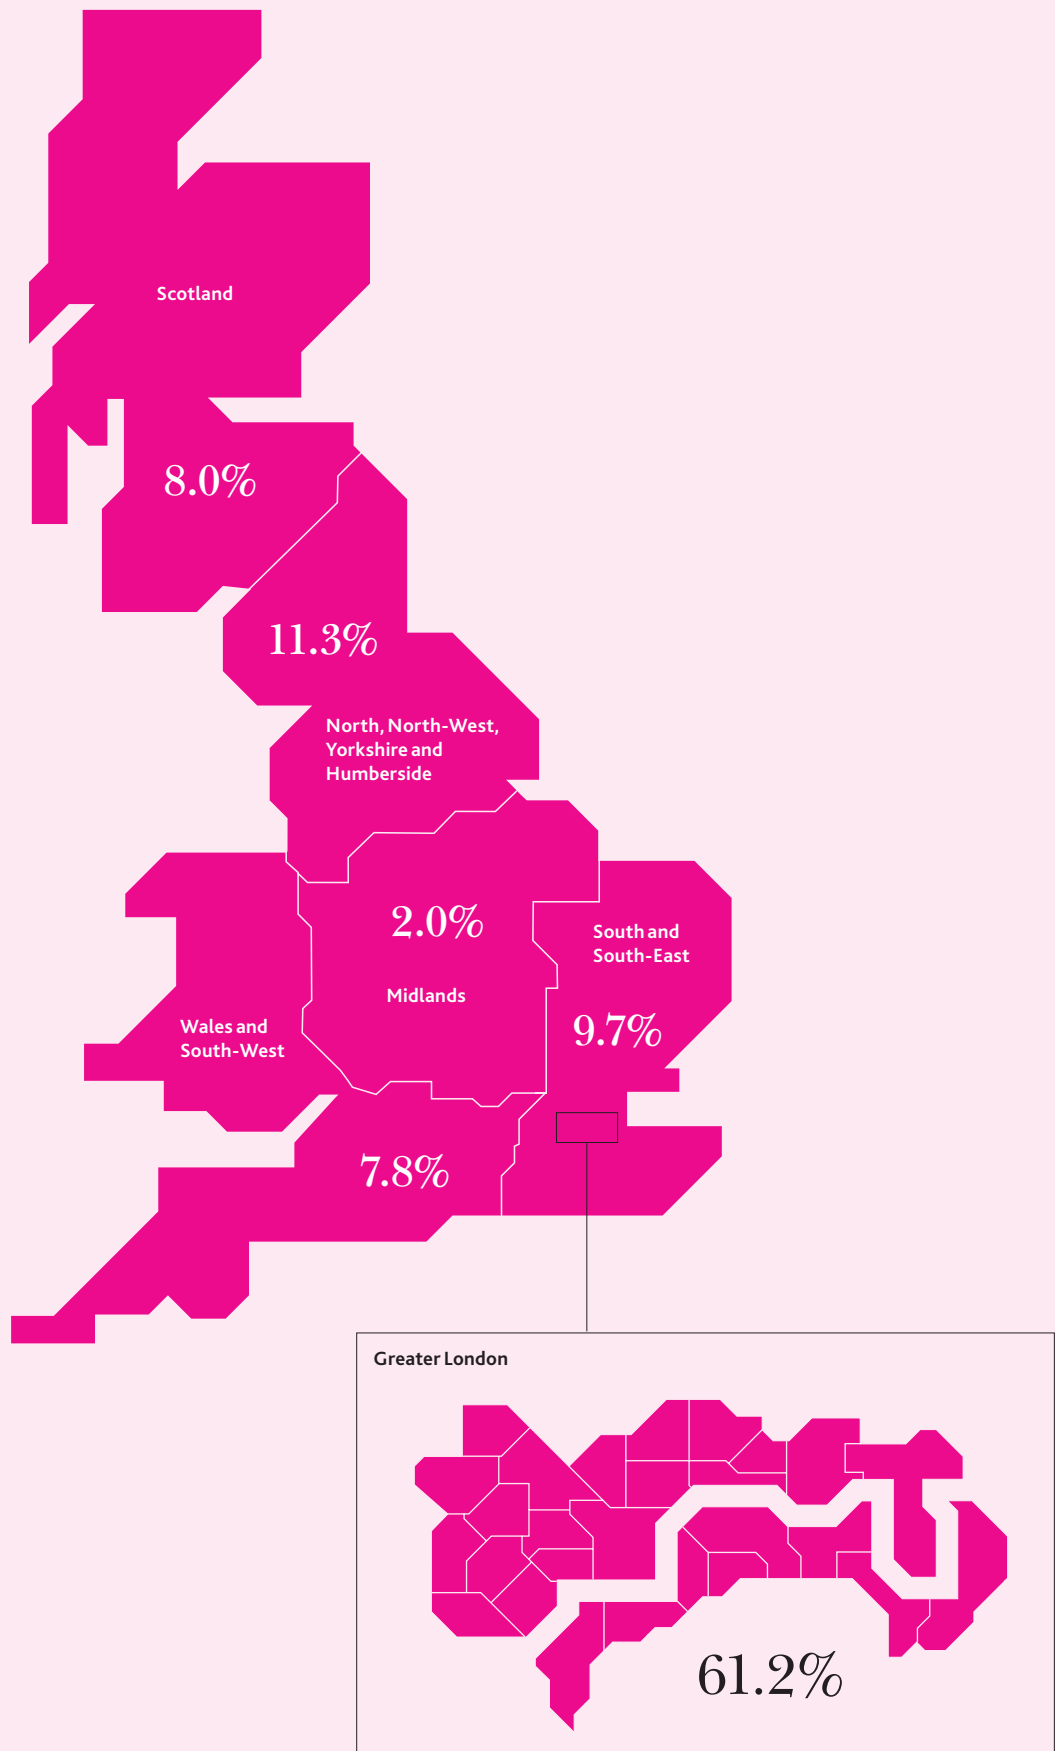 Scotland
8.0%
11.3%
North, North-West,
Yorkshire and
Humberside
2.0%
Midlands
South and
South-East
9.7%
Wales and
South-West
7.8%
Greater London
61.2%